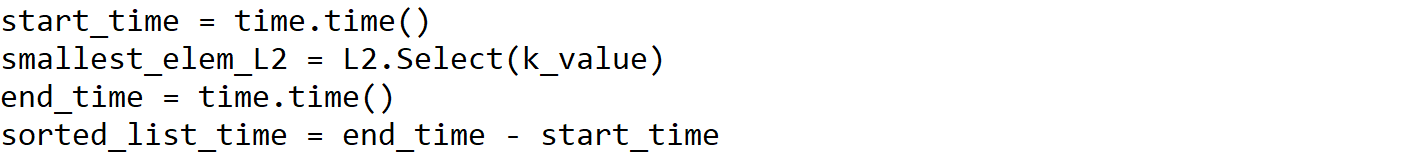 start_time = time.time()
smallest_elem_L2 = L2.Select(k_value)
end_time = time.time()
sorted_list_time = end_time - start_time